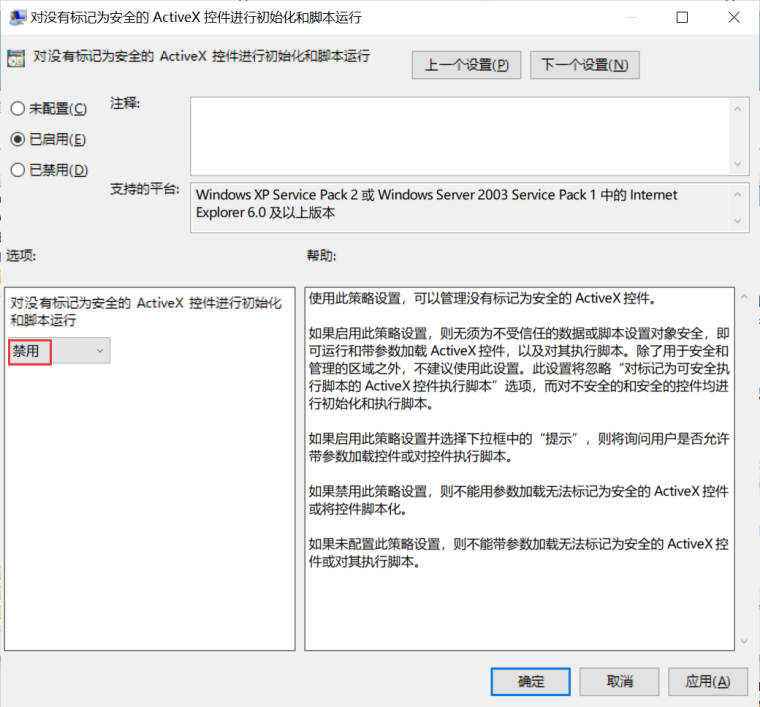 对没有标记为安全的 ActiveX 控件进行初始化和脚本运行
对没有标记为安全的 ActiveX 控件进行初始化和脚本运行
上一个设置(P)
下一个设置(N)
未配置(C)
已启用(E)
已禁用(D)
注释:
支持的平台:
Windows XP Service Pack 2 或 Windows Server 2003 Service Pack 1 中的 Internet
Explorer 6.0 及以上版本
选项:
帮助:
对没有标记为安全的 ActiveX 控件进行初始化
和脚本运行
禁用
使用此策略设置，可以管理没有标记为安全的 ActiveX 控件。
如果启用此策略设置，则无须为不受信任的数据或脚本设置对象安全，即
可运行和带参数加载 ActiveX 控件，以及对其执行脚本。除了用于安全和
管理的区域之外，不建议使用此设置。此设置将忽略“对标记为可安全执
行脚本的 ActiveX 控件执行脚本”选项，而对不安全的和安全的控件均进
行初始化和执行脚本。
如果启用此策略设置并选择下拉框中的“提示”，则将询问用户是否允许
带参数加载控件或对控件执行脚本。
如果禁用此策略设置，则不能用参数加载无法标记为安全的 ActiveX 控件
或将控件脚本化。
如果未配置此策略设置，则不能带参数加载无法标记为安全的 ActiveX 控
件或对其执行脚本。
确定
取消
应用(A)